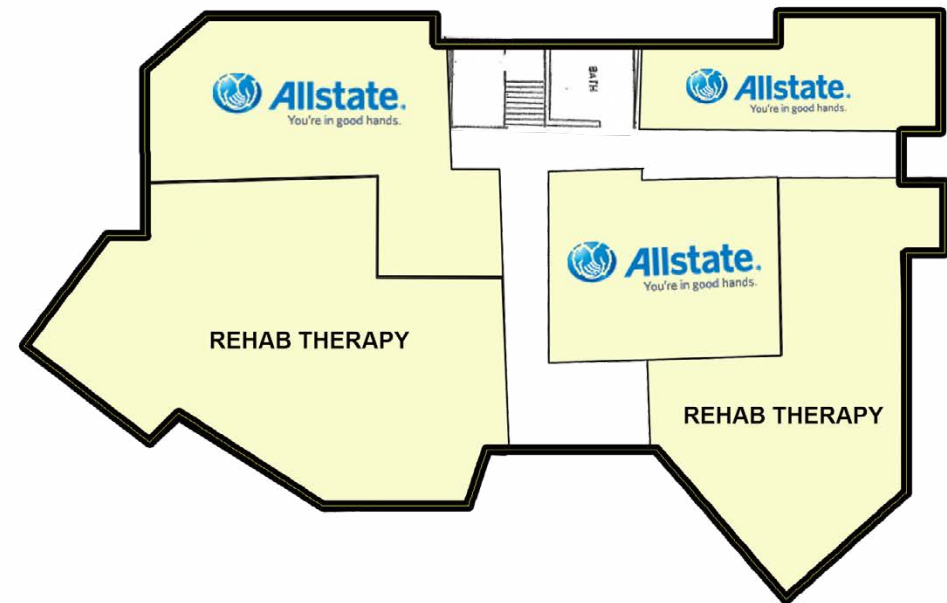 Allstate.
You're in good hands.
BATH
Allstate.
You're in good hands.
Allstate.
You're in good hands.
REHAB THERAPY
REHAB THERAPY